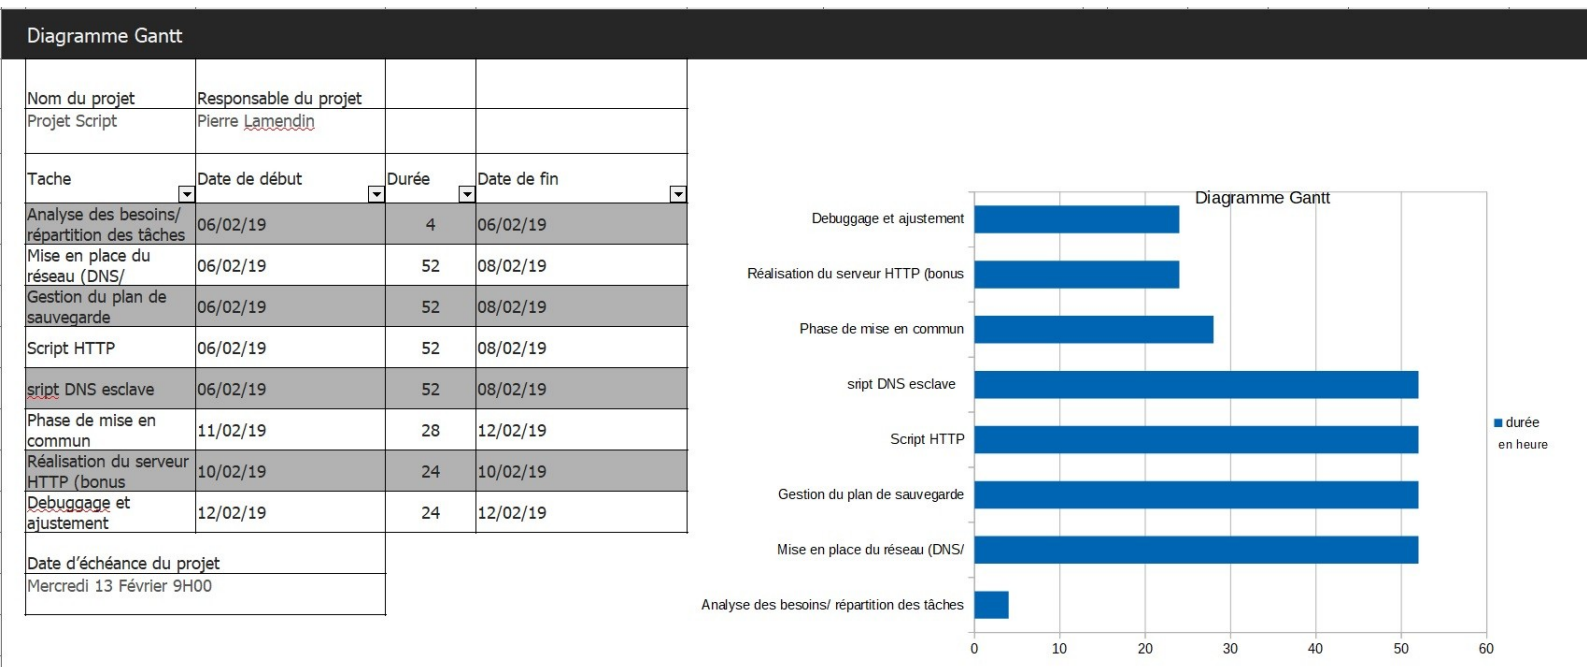 Diagramme Gantt
Nom du projet Responsable du projet
Projet Script Pierre Lamendin
Tache Date de début Durée Date de fin
Analyse des besoins/
répartition des tâches 06/02/19 4 06/02/19
Mise en place du
réseau (DNS/ 06/02/19 52 08/02/19
Gestion du plan de
sauvegarde 06/02/19 52 08/02/19
Script HTTP 06/02/19 52 08/02/19
sript DNS esclave 06/02/19 52 08/02/19
Phase de mise en
commun 11/02/19 28 12/02/19
Réalisation du serveur
HTTP (bonus 10/02/19 24 10/02/19
Debuggage et
ajustement 12/02/19 24 12/02/19
Date d’échéance du projet
Mercredi 13 Février 9H00
Diagramme Gantt
Debuggage et ajustement
Réalisation du serveur HTTP (bonus
Phase de mise en commun
sript DNS esclave
Script HTTP
Gestion du plan de sauvegarde
Mise en place du réseau (DNS/
Analyse des besoins/ répartition des tâches
0 10 20 30 40 50 60
durée
en heure